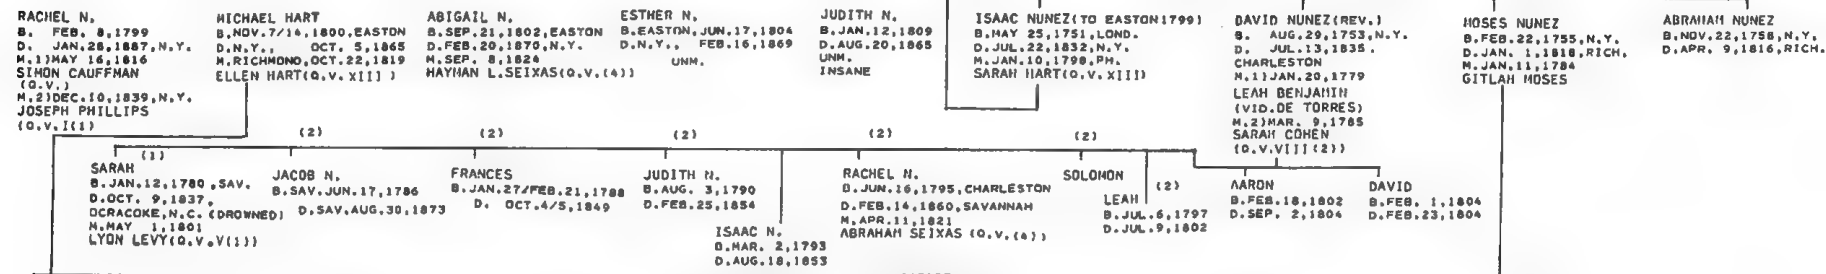 RACHEL N.
B. FEB. 8,1799
D. JAN.28,1887,N.Y.
M.1)MAY 16,1816
SIMON CAUFFMAN
(Q.V.)
M.2)DEC.10,1839,N.Y.
JOSEPH PHILLIPS
(Q.V.I(1)
MICHAEL HART
B.NOV.7/14,1800,EASTON
D.N.Y., OCT. 5,1865
M.RICHMOND,OCT.22,1819
ELLEN HART(Q.V.XIII )
ABIGAIL N.
B.SEP.21,1802,EASTON
D.FEB.20,1870,N.Y.
M.SEP. 8,1824
HAYMAN L.SEIXAS(Q.V.(4))
ESTHER N.
B.EASTON,JUN.17,1804
D.N.Y., FEB.16,1869
UNM.
JUDITH N.
B.JAN.12,1809
D.AUG.20,1865
UNM.
INSANE
ISAAC NUNEZ(TO EASTON1799)
B.MAY 25,1751,LOND.
D.JUL.22,1832,N.Y.
M.JAN.10,1798,PH.
SARAH HART(Q.V.XIII)
DAVID NUNEZ(REV.)
B. AUG.29,1753,N.Y.
D. JUL.13,1835.
CHARLESTON
M.1)JAN.20,1779
LEAH BENJAMIN
(VID.DE TORRES)
M.2)MAR. 9,1785
SARAH COHEN
(Q.V.VIII(2))
MOSES NUNEZ
B.FEB.22,1755,N.Y.
D.JAN. 1,1818,RICH.
M.JAN.11,1784
GITLAH MOSES
ABRAHAM NUNEZ
B.NOV.22,1758,N.Y.
D.APR. 9,1816,RICH.
(1)
SARAH
B.JAN.12,1780,SAV.
D.OCT. 9,1837,
OCRACOKE,N.C.(DROWNED)
M.MAY 1,1801
LYON LEVY(Q.V.V(1))
(2)
JACOB N.
B.SAV.JUN.17,1786
D.SAV.AUG.30,1873
(2)
FRANCES
B.JAN.27/FEB.21,1788
D. OCT.4/5,1849
(2)
JUDITH N.
B.AUG. 3,1790
D.FEB.25,1854
ISAAC N.
B.MAR. 2,1793
D.AUG.18,1853
(2)
RACHEL N.
B.JUN.16,1795,CHARLESTON
D.FEB.14,1860,SAVANNAH
M.APR.11,1821
ABRAHAM SEIXAS (Q.V.(4))
(2)
SOLOMON
LEAH (2)
B.JUL.6,1797
D.JUL.9,1802
AARON
B.FEB.18,1802
D.SEP. 2,1804
DAVID
B.FEB. 1,1804
D.FEB.23,1804